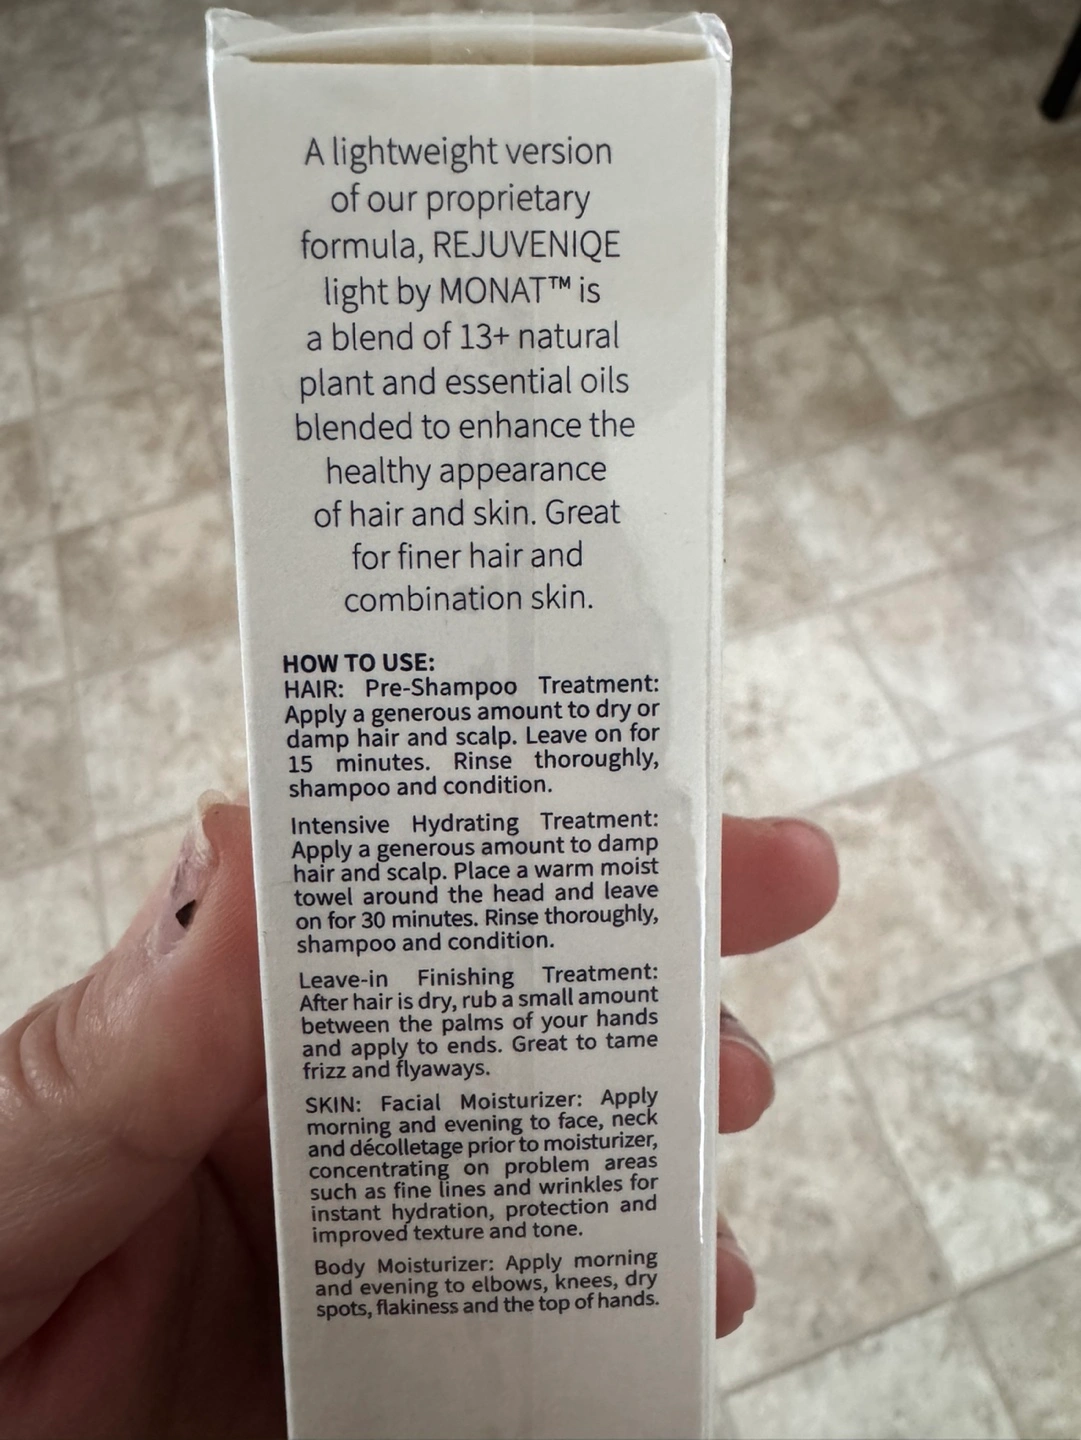 A lightweight version
of our proprietary
formula, REJUVENIQE
light by MONAT™ is
a blend of 13+ natural
plant and essential oils
blended to enhance the
healthy appearance
of hair and skin. Great
for finer hair and
combination skin.
HOW TO USE:
HAIR: Pre-Shampoo Treatment:
Apply a generous amount to dry or
damp hair and scalp. Leave on for
15 minutes. Rinse thoroughly,
shampoo and condition.
Intensive Hydrating Treatment:
Apply a generous amount to damp
hair and scalp. Place a warm moist
towel around the head and leave
on for 30 minutes. Rinse thoroughly,
shampoo and condition.
Leave-in Finishing Treatment:
After hair is dry, rub a small amount
between the palms of your hands
and apply to ends. Great to tame
frizz and flyaways.
SKIN: Facial Moisturizer: Apply
morning and evening to face, neck
and décolletage prior to moisturizer,
concentrating on problem areas
such as fine lines and wrinkles for
instant hydration, protection and
improved texture and tone.
Body Moisturizer: Apply morning
and evening to elbows, knees, dry
spots, flakiness and the top of hands.